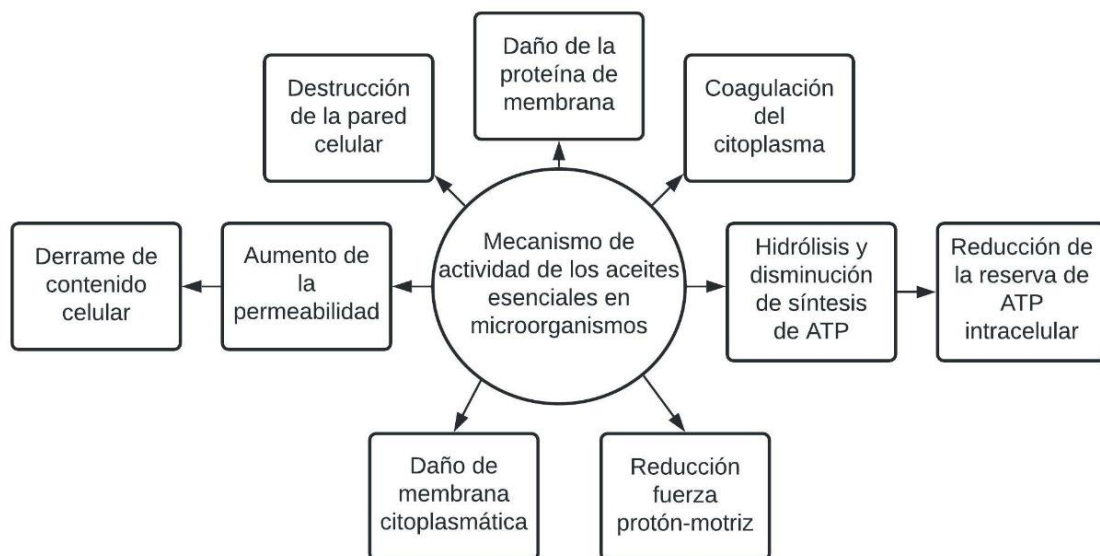 Daño de la
proteína de
membrana
Destrucción
de la pared
celular
Coagulación
del
citoplasma
Derrame de
contenido
celular
Aumento de
la
permeabilidad
Mecanismo de
actividad de los aceites
esenciales en
microorganismos
Hidrólisis y
disminución
de síntesis
de ATP
Reducción de
la reserva de
ATP
intracelular
Daño de
membrana
citoplasmática
Reducción
fuerza
protón-motriz